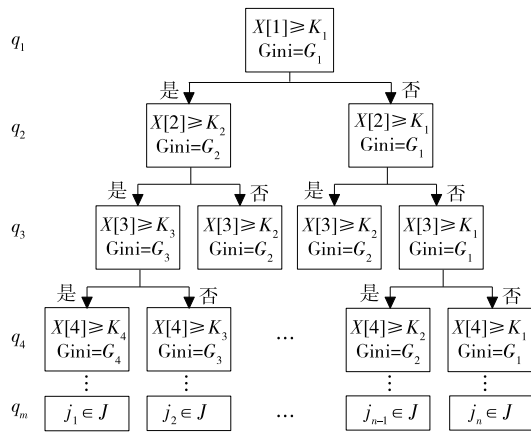 q₁
X[1]≥K₁
Gini=G₁
是 否
q₂
X[2]≥K₂ X[2]≥K₁
Gini=G₂ Gini=G₁
是 否 是 否
q₃
X[3]≥K₃ X[3]≥K₂ X[3]≥K₂ X[3]≥K₁
Gini=G₃ Gini=G₂ Gini=G₂ Gini=G₁
是 否 是 否
q₄
X[4]≥K₄ X[4]≥K₃ … X[4]≥K₂ X[4]≥K₁
Gini=G₄ Gini=G₃ Gini=G₂ Gini=G₁
⋮ ⋮ ⋮ ⋮
qₘ j₁∈J j₂∈J … jₙ₋₁∈J jₙ∈J